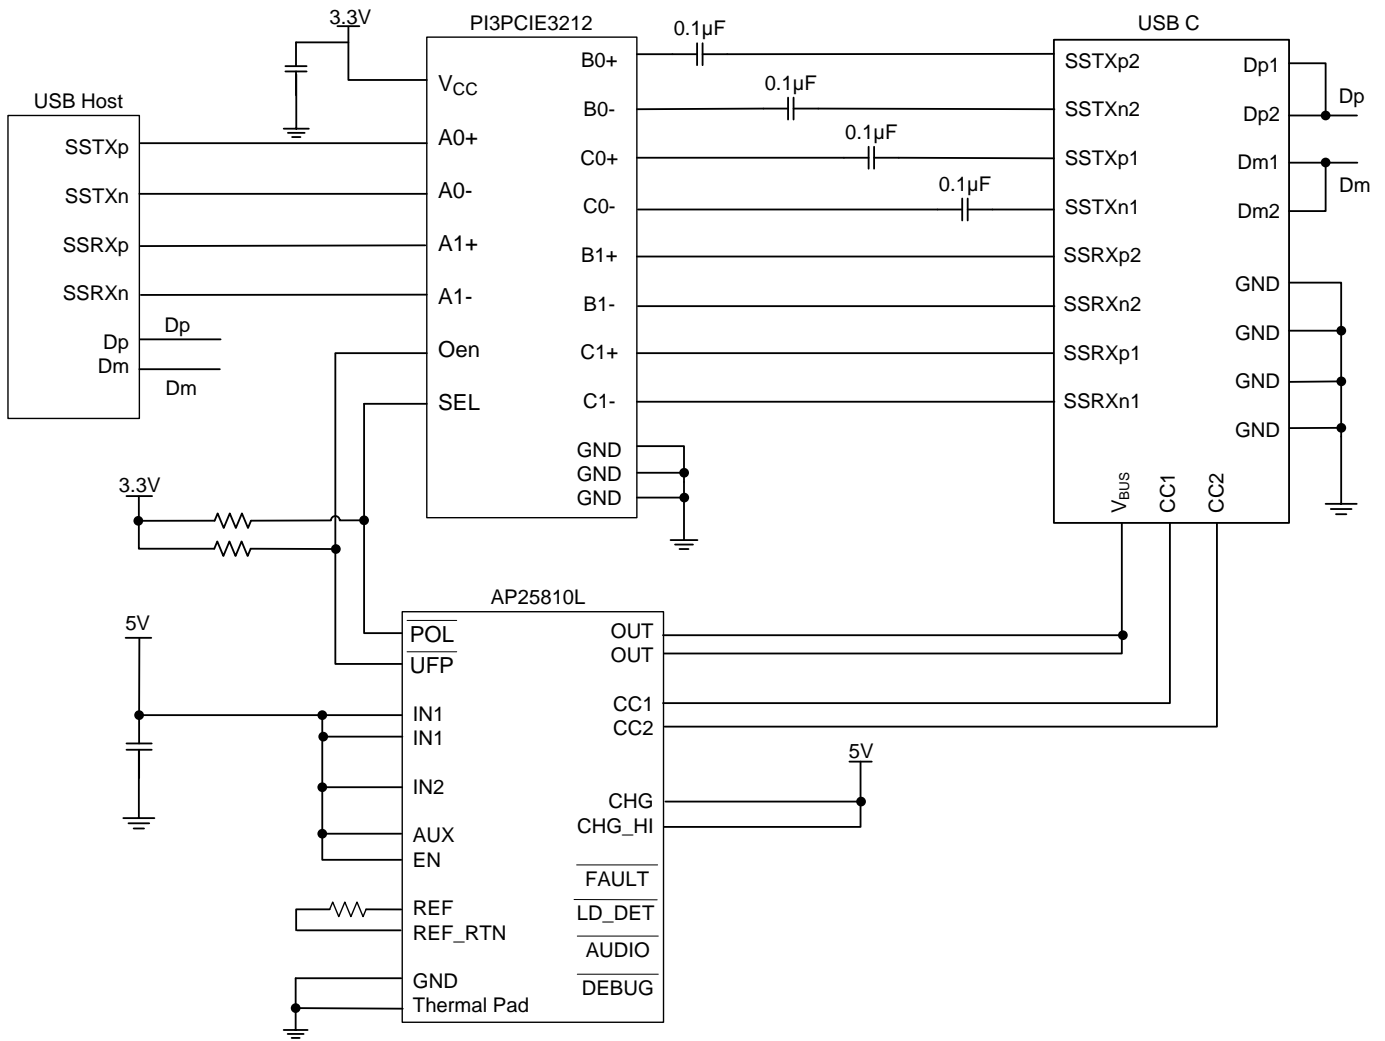 3.3V
PI3PCIE3212
0.1µF
USB C
B0+
SSTXp2
Dp1
VCC
USB Host
0.1µF
Dp
B0-
SSTXn2
Dp2
SSTXp
A0+
0.1µF
C0+
SSTXp1
Dm1
SSTXn
A0-
0.1µF
Dm
C0-
SSTXn1
Dm2
SSRXp
A1+
B1+
SSRXp2
GND
SSRXn
A1-
B1-
SSRXn2
GND
Dp
Dp
Oen
C1+
SSRXp1
GND
Dm
Dm
SEL
C1-
SSRXn1
GND
GND
GND
GND
3.3V
VBUS
CC1
CC2
AP25810L
5V
POL
OUT
UFP
OUT
IN1
CC1
IN1
CC2
5V
IN2
CHG
AUX
CHG_HI
EN
FAULT
REF
LD_DET
REF_RTN
AUDIO
GND
DEBUG
Thermal Pad